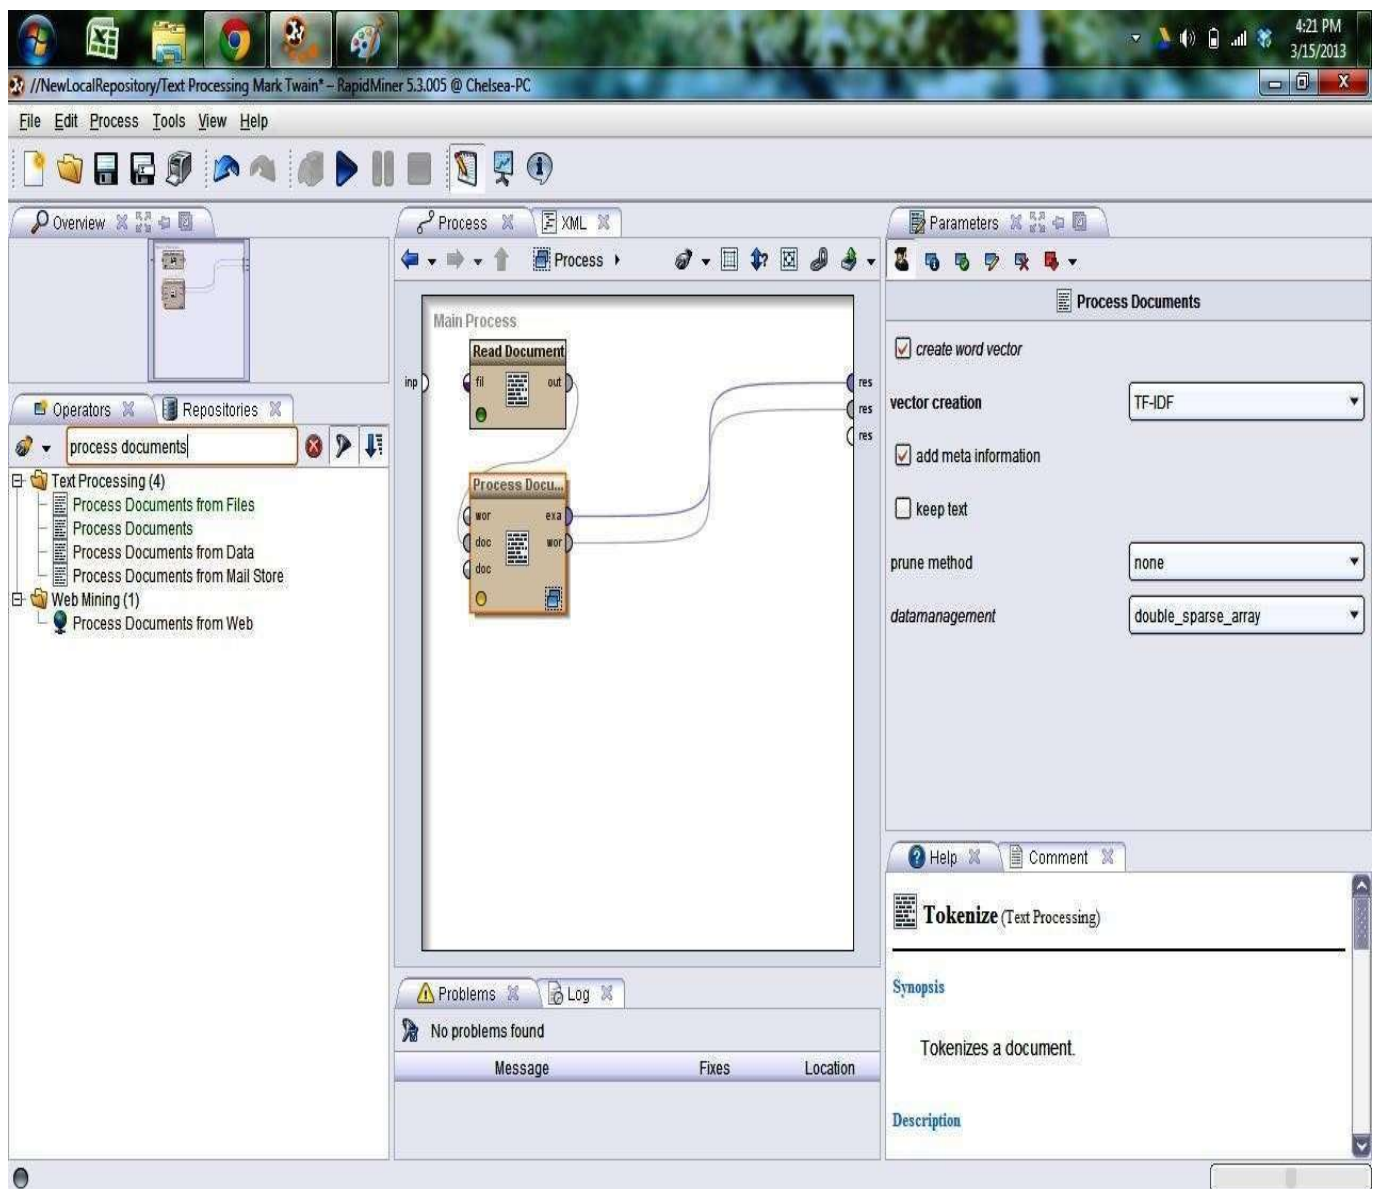 4:21 PM
3/15/2013
//NewLocalRepository/Text Processing Mark Twain* – RapidMiner 5.3.005 @ Chelsea-PC
File Edit Process Tools View Help
Overview
Process
XML
Parameters
Process
Process Documents
Main Process
Read Document
inp
fil
out
res
res
res
Process Docu...
wor
exa
doc
wor
doc
create word vector
vector creation
TF-IDF
add meta information
keep text
prune method
none
datamanagement
double_sparse_array
Operators
Repositories
process documents
Text Processing (4)
Process Documents from Files
Process Documents
Process Documents from Data
Process Documents from Mail Store
Web Mining (1)
Process Documents from Web
Problems
Log
No problems found
Message Fixes Location
Help
Comment
Tokenize (Text Processing)
Synopsis
Tokenizes a document.
Description